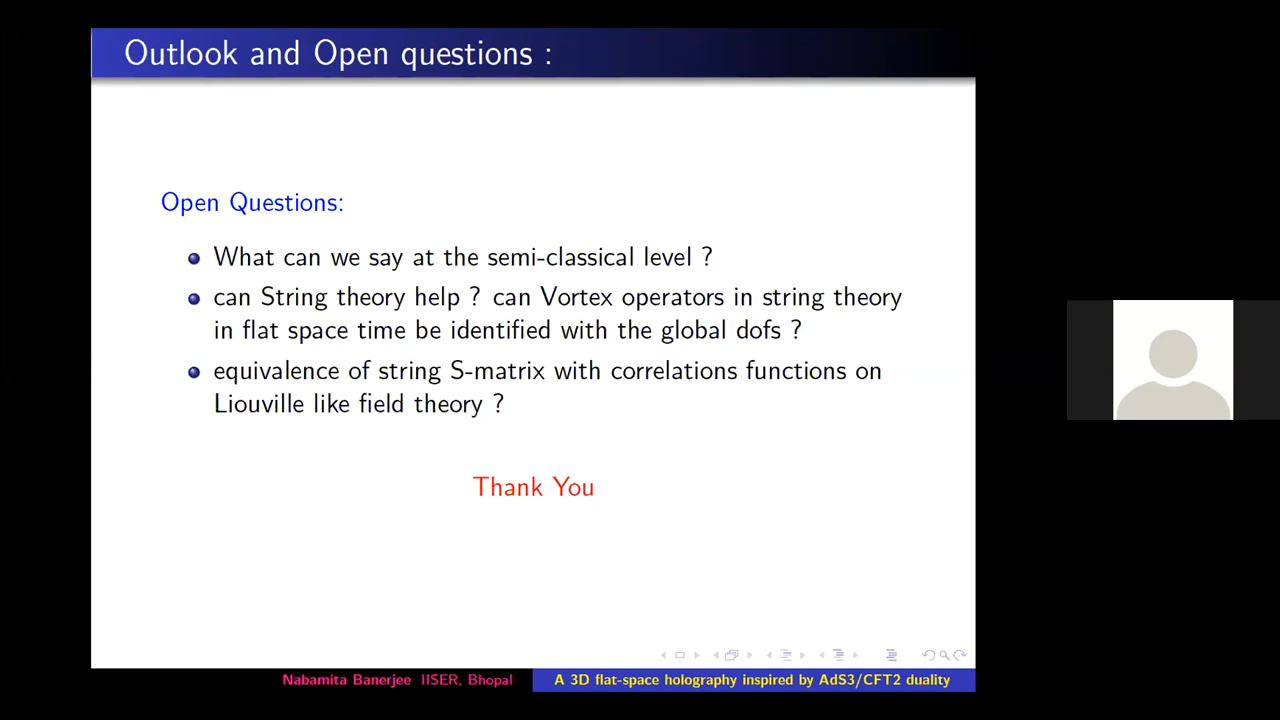 Outlook and Open questions :
Open Questions:
What can we say at the semi-classical level ?
can String theory help ? can Vortex operators in string theory
in flat space time be identified with the global dofs ?
equivalence of string S-matrix with correlations functions on
Liouville like field theory ?
Thank You
Nabamita Banerjee IISER, Bhopal
A 3D flat-space holography inspired by AdS3/CFT2 duality